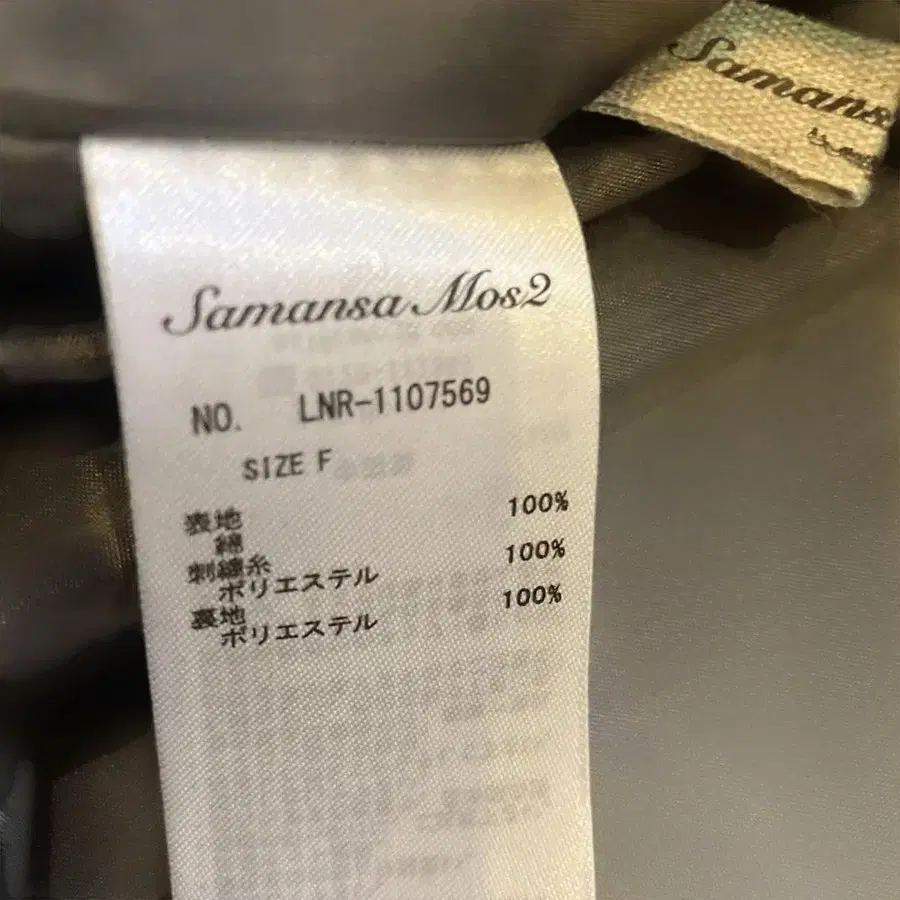 Samans
Samansa Mos2
NO. LNR-1107569
SIZE F
表地
綿 100%
刺繍糸
ポリエステル 100%
裏地
ポリエステル 100%